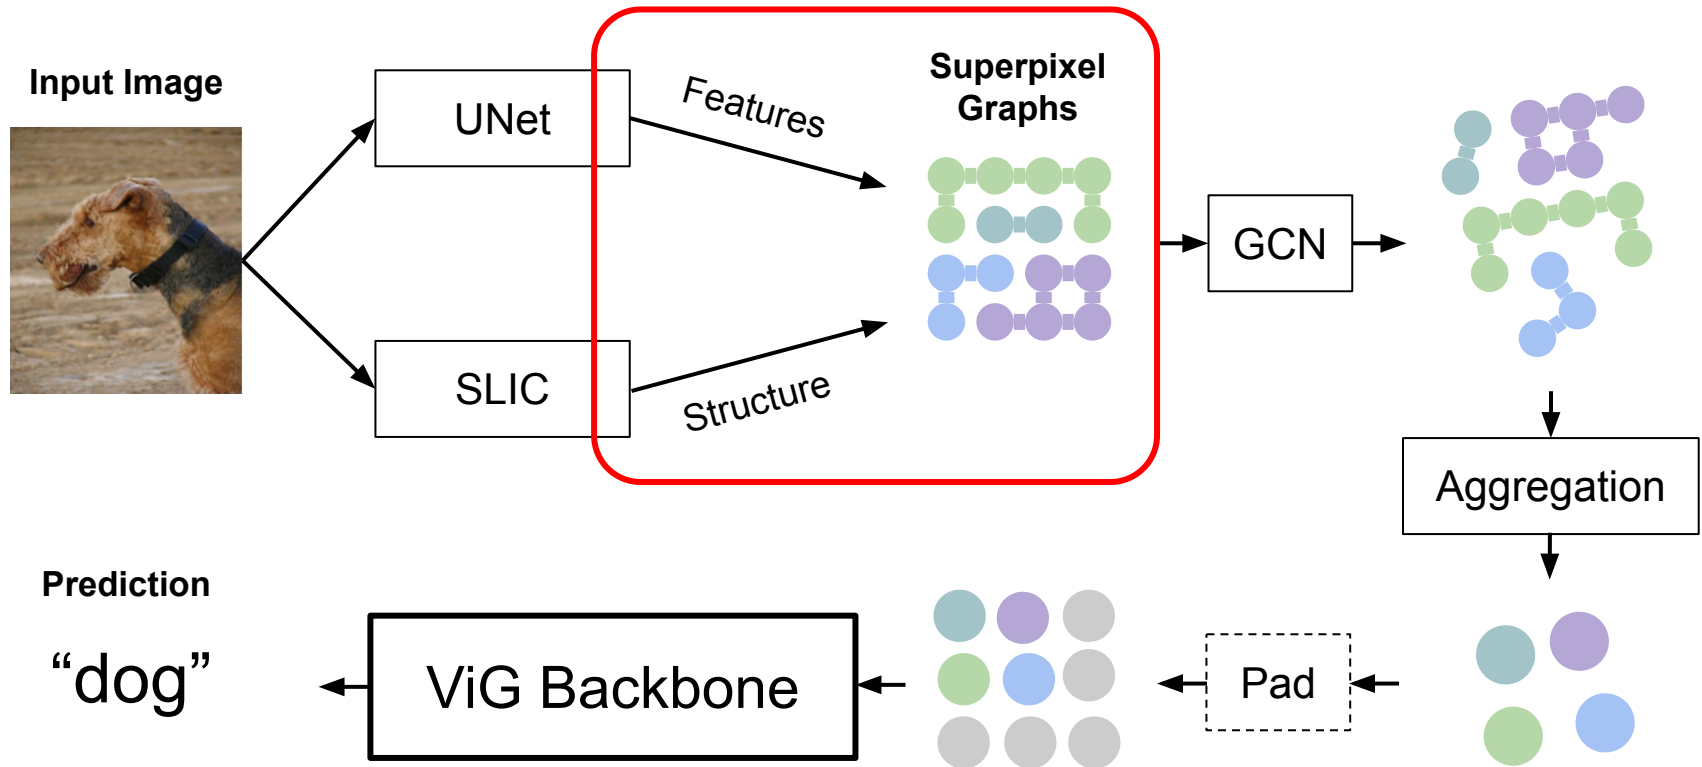 Input Image
UNet
Features
Superpixel
Graphs
GCN
SLIC
Structure
Aggregation
Pad
ViG Backbone
Prediction
“dog”